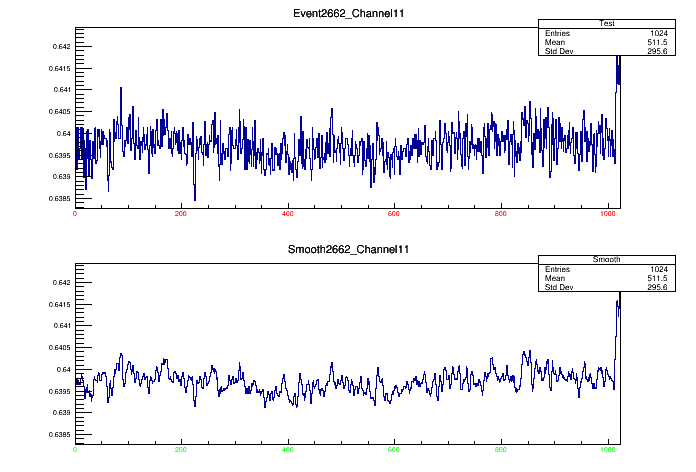 Event2662_Channel11
Test
Entries 1024
Mean 511.5
Std Dev 295.6
0.642
0.6415
0.641
0.6405
0.64
0.6395
0.639
0.6385
0 200 400 600 800 1000
Smooth2662_Channel11
Smooth
Entries 1024
Mean 511.5
Std Dev 295.6
0.642
0.6415
0.641
0.6405
0.64
0.6395
0.639
0.6385
0 200 400 600 800 1000